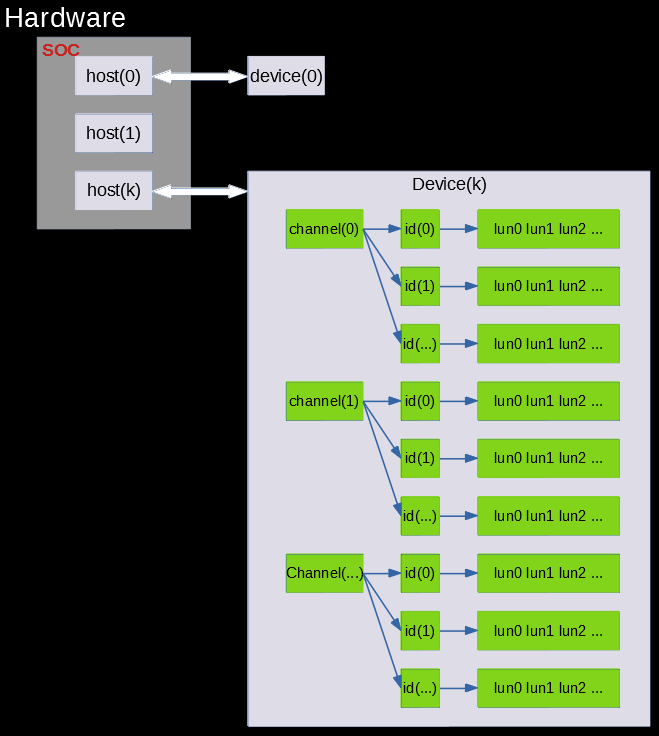 Hardware
SOC
host(0)
device(0)
host(1)
host(k)
Device(k)
channel(0)
id(0)
lun0 lun1 lun2 ...
id(1)
lun0 lun1 lun2 ...
id(...)
lun0 lun1 lun2 ...
channel(1)
id(0)
lun0 lun1 lun2 ...
id(1)
lun0 lun1 lun2 ...
id(...)
lun0 lun1 lun2 ...
Channel(...)
id(0)
lun0 lun1 lun2 ...
id(1)
lun0 lun1 lun2 ...
id(...)
lun0 lun1 lun2 ...